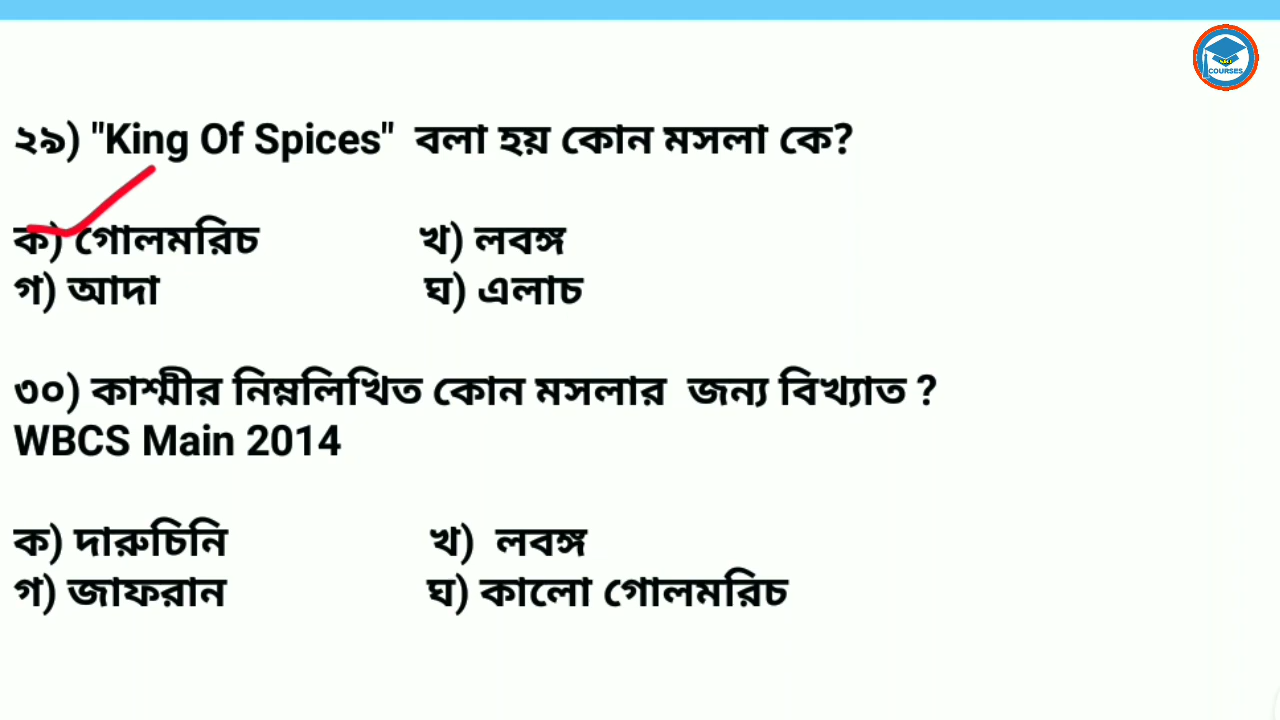 COURSES
২৯) "King Of Spices" বলা হয় কোন মসলা কে?
ক) গোলমরিচ খ) লবঙ্গ
গ) আদা ঘ) এলাচ
৩০) কাশ্মীর নিম্নলিখিত কোন মসলার জন্য বিখ্যাত ?
WBCS Main 2014
ক) দারুচিনি খ) লবঙ্গ
গ) জাফরান ঘ) কালো গোলমরিচ